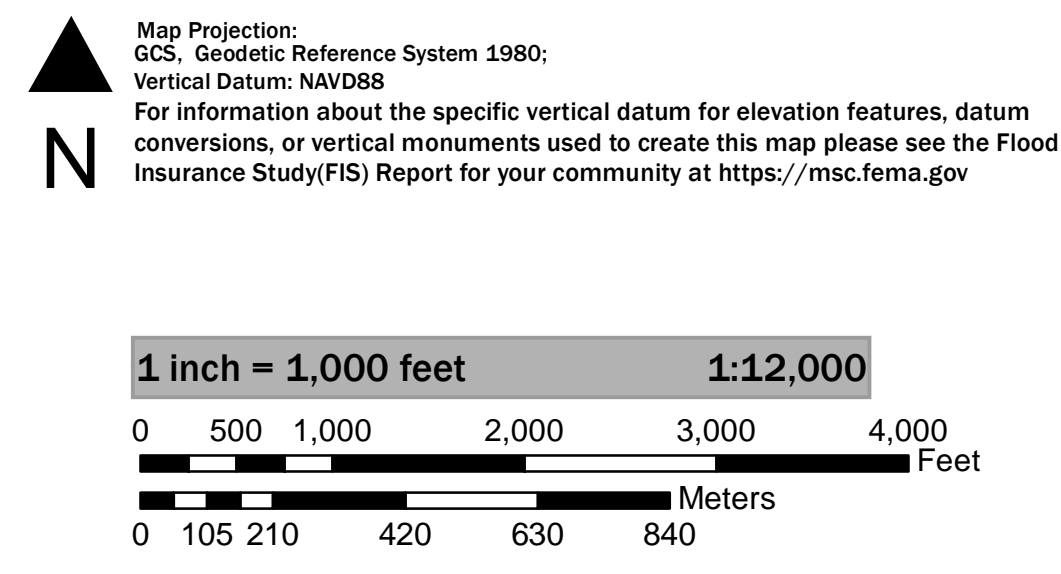 Map Projection:
GCS, Geodetic Reference System 1980;
Vertical Datum: NAVD88
For information about the specific vertical datum for elevation features, datum
conversions, or vertical monuments used to create this map please see the Flood
Insurance Study(FIS) Report for your community at https://msc.fema.gov
N
1 inch = 1,000 feet 1:12,000
0 500 1,000 2,000 3,000 4,000
Feet
Meters
0 105 210 420 630 840